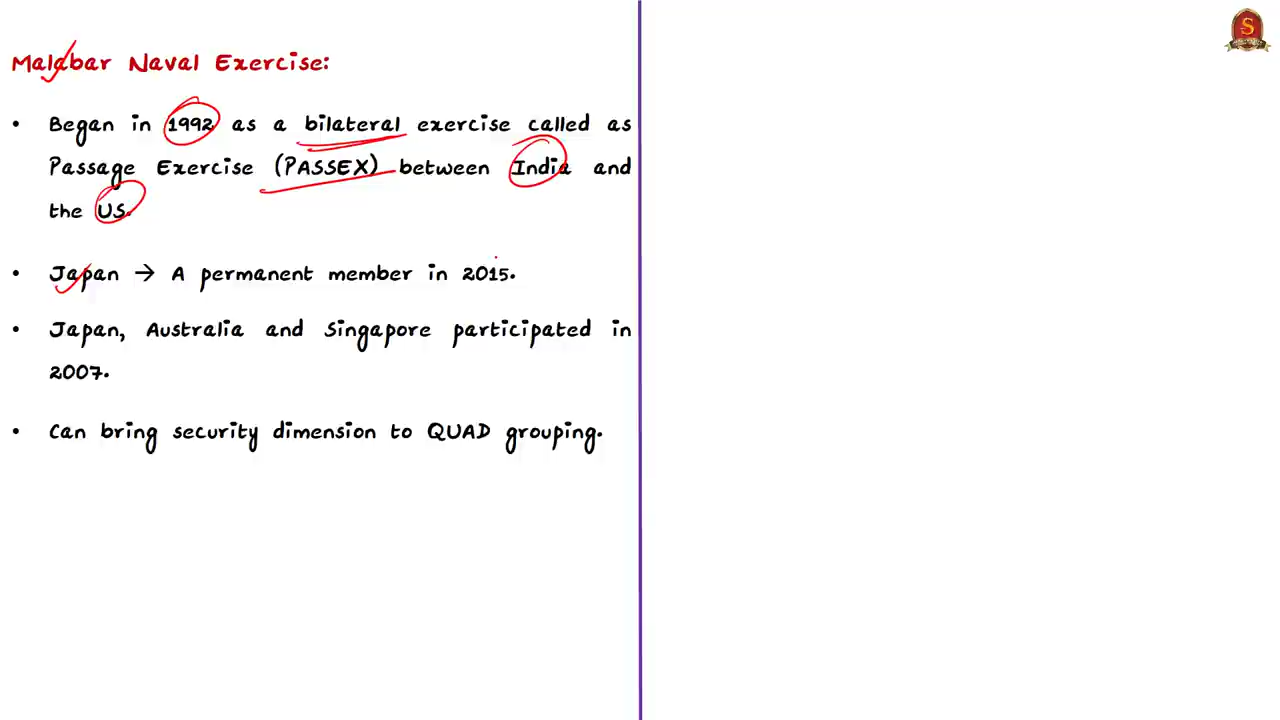 Malabar Naval Exercise:
• Began in 1992 as a bilateral exercise called as
Passage Exercise (PASSEX) between India and
the US.
• Japan → A permanent member in 2015.
• Japan, Australia and Singapore participated in
2007.
• Can bring security dimension to QUAD grouping.
S